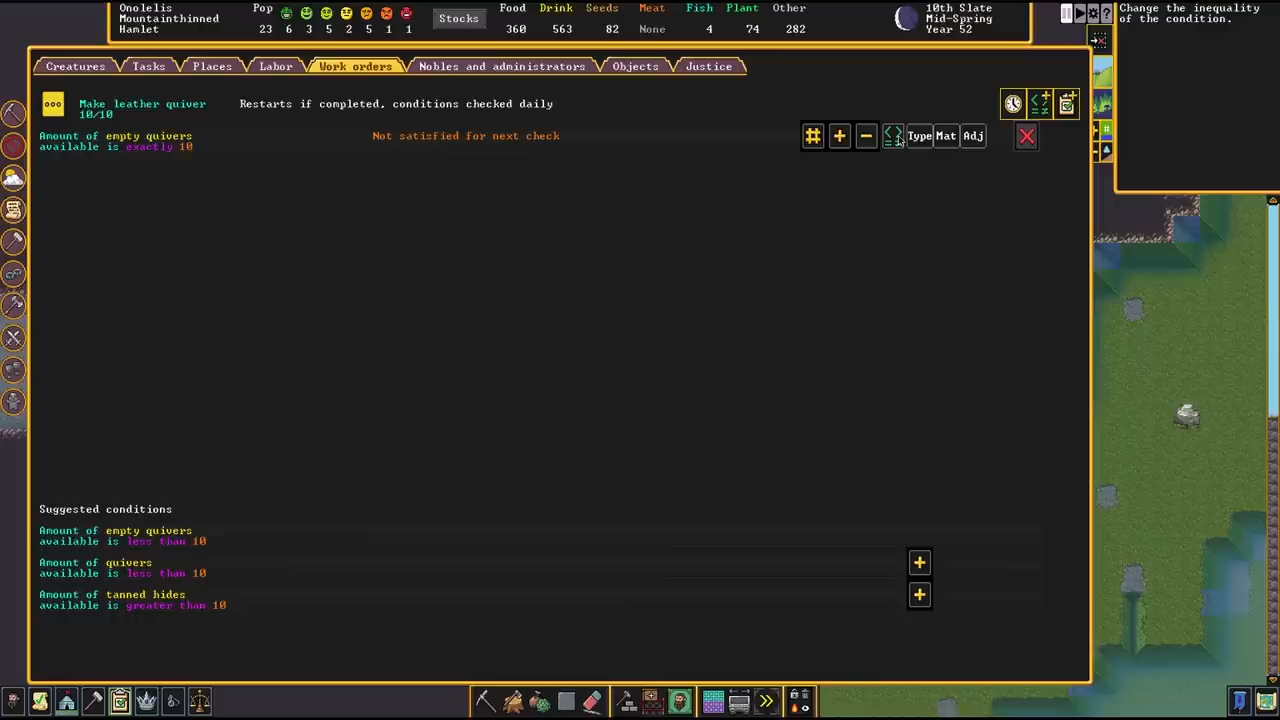 Onolelis
Mountainthinned
Hamlet
Pop
23 6 3 5 2 5 1 1
Stocks
Food Drink Seeds Meat Fish Plant Other
360 563 82 None 4 74 282
10th Slate
Mid-Spring
Year 52
Change the inequality
of the condition.
Creatures Tasks Places Labor Work orders Nobles and administrators Objects Justice
Make leather quiver
10/10
Restarts if completed, conditions checked daily
Amount of empty quivers
available is exactly 10
Not satisfied for next check
Type Mat Adj
Suggested conditions
Amount of empty quivers
available is less than 10
Amount of quivers
available is less than 10
Amount of tanned hides
available is greater than 10